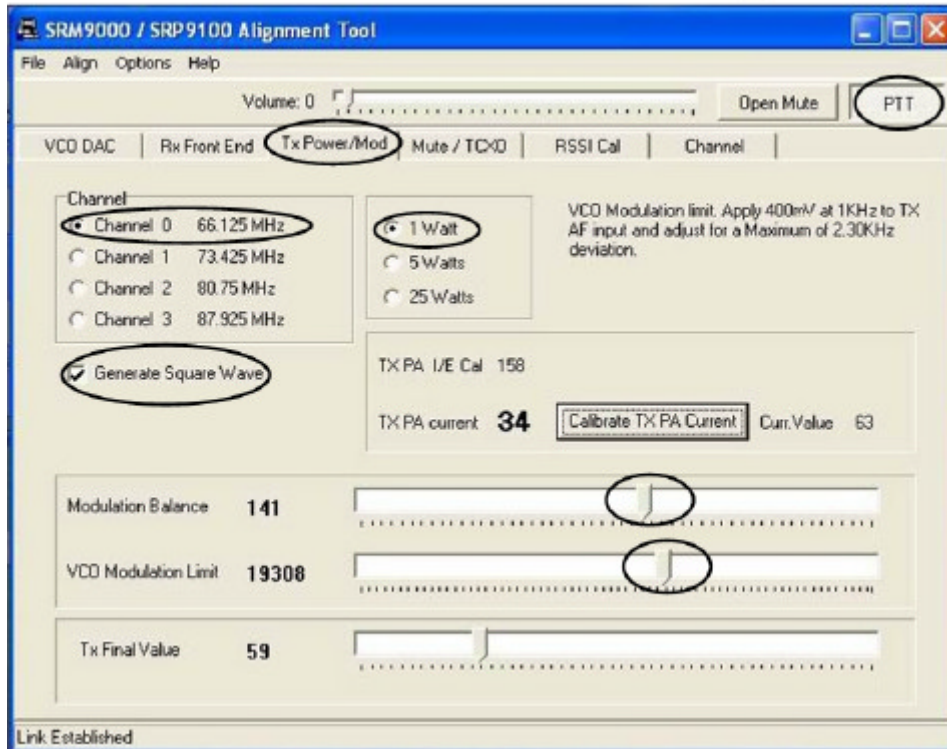 SRM9000 / SRP9100 Alignment Tool
File Align Options Help
Volume: 0 Open Mute PTT
VCO DAC Rx Front End Tx Power/Mod Mute / TCXO RSSI Cal Channel
Channel
Channel 0 66.125 MHz
Channel 1 73.425 MHz
Channel 2 80.75 MHz
Channel 3 87.925 MHz
1 Watt
5 Watts
25 Watts
VCO Modulation limit. Apply 400mV at 1KHz to TX
AF input and adjust for a Maximum of 2.30KHz
deviation.
Generate Square Wave
TX PA I/E Cal 158
TX PA current 34 Calibrate TX PA Current Curr.Value 63
Modulation Balance 141
VCO Modulation Limit 19308
Tx Final Value 59
Link Established